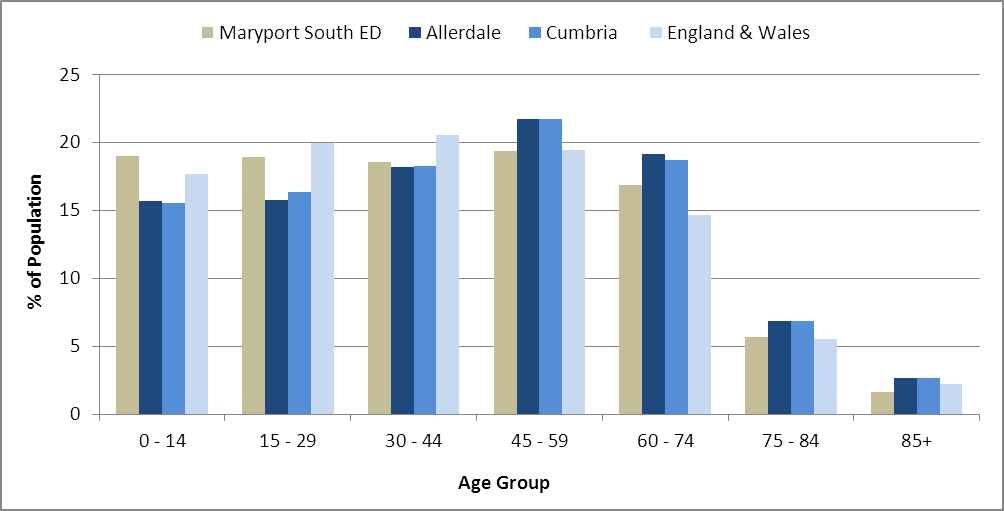 Maryport South ED Allerdale Cumbria England & Wales
% of Population
25
20
15
10
5
0
0 - 14 15 - 29 30 - 44 45 - 59 60 - 74 75 - 84 85+
Age Group